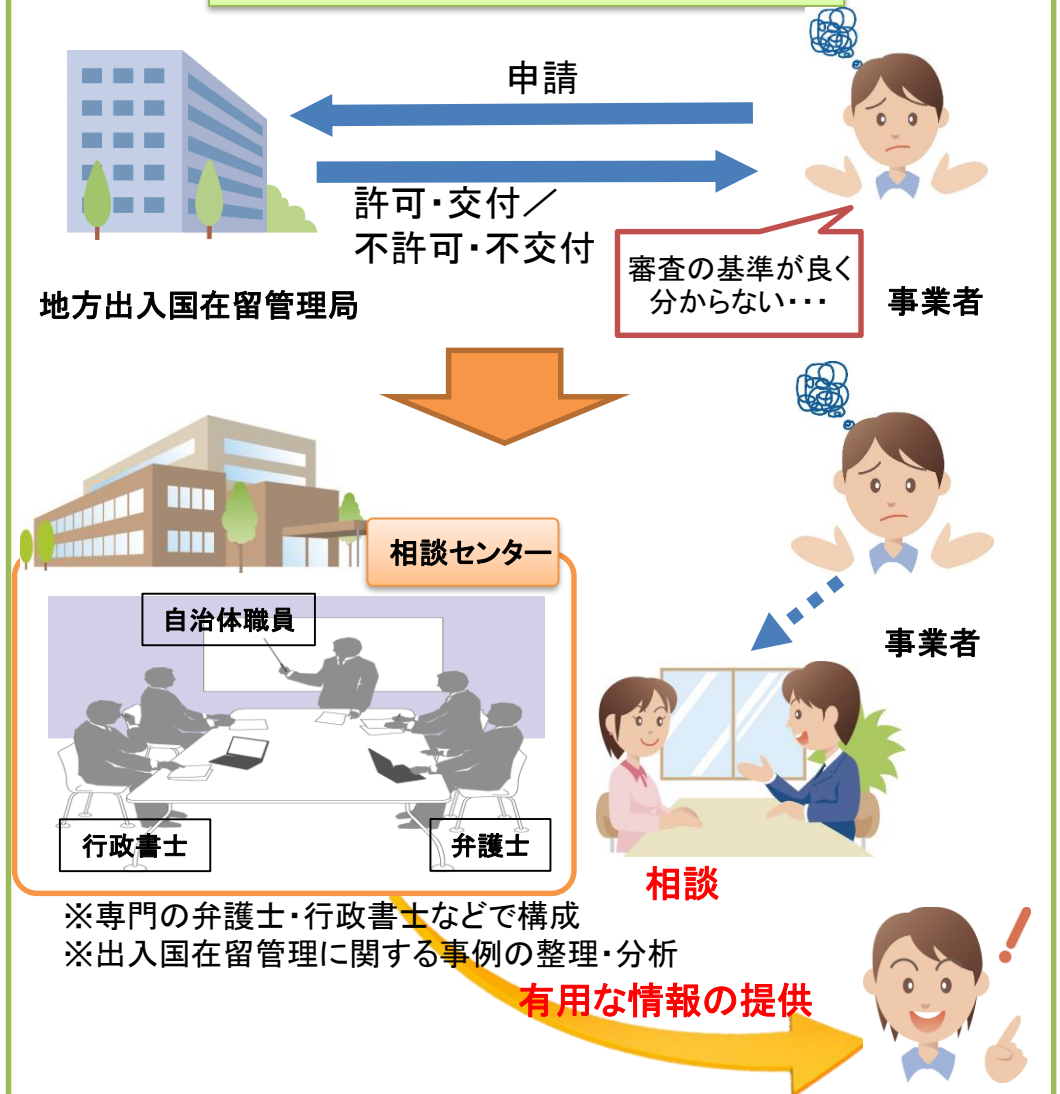 申請
許可・交付／
不許可・不交付
審査の基準が良く
分からない・・・
地方出入国在留管理局
事業者
相談センター
自治体職員
事業者
行政書士
弁護士
相談
※専門の弁護士・行政書士などで構成
※出入国在留管理に関する事例の整理・分析
有用な情報の提供